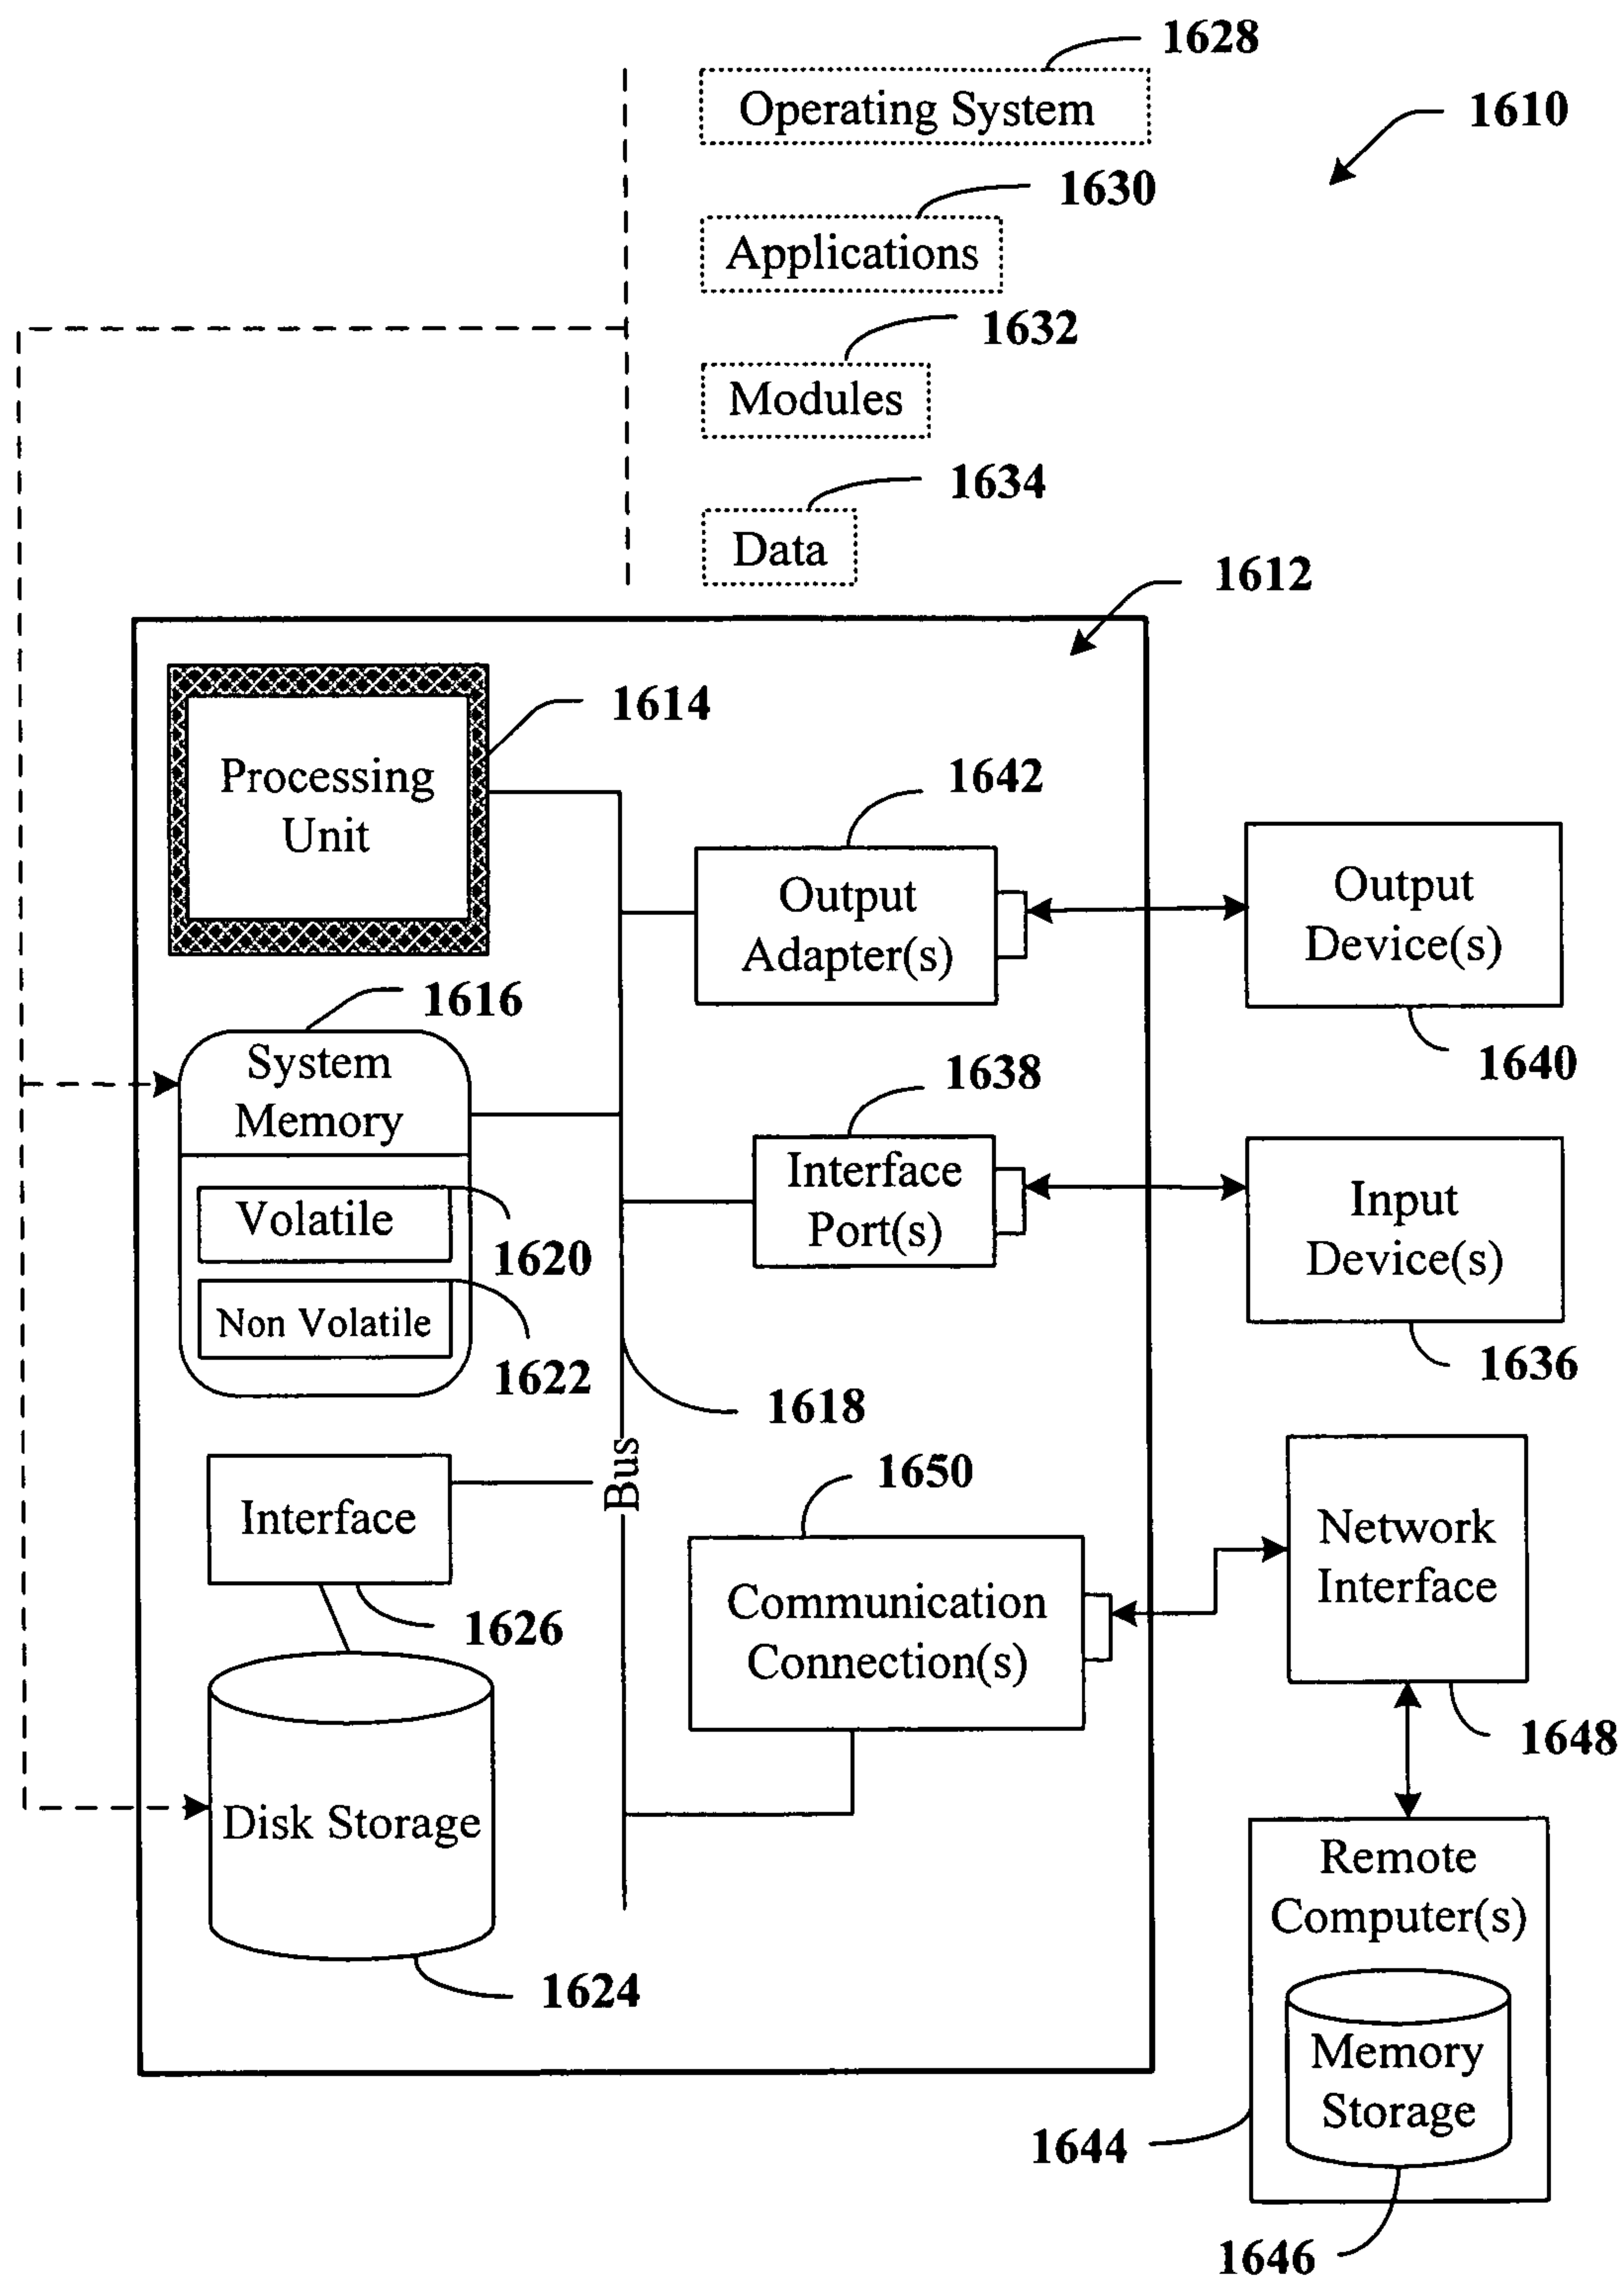 1628
Operating System
1610
1630
Applications
1632
Modules
1634
Data
1612
1614
Processing
Unit
1642
Output
Adapter(s)
Output
Device(s)
1640
1616
System
Memory
1638
Interface
Port(s)
Input
Device(s)
1636
Volatile
1620
Non Volatile
1622
1618
Bus
Interface
1626
1650
Communication
Connection(s)
Network
Interface
1648
Disk Storage
1624
Remote
Computer(s)
Memory
Storage
1644
1646